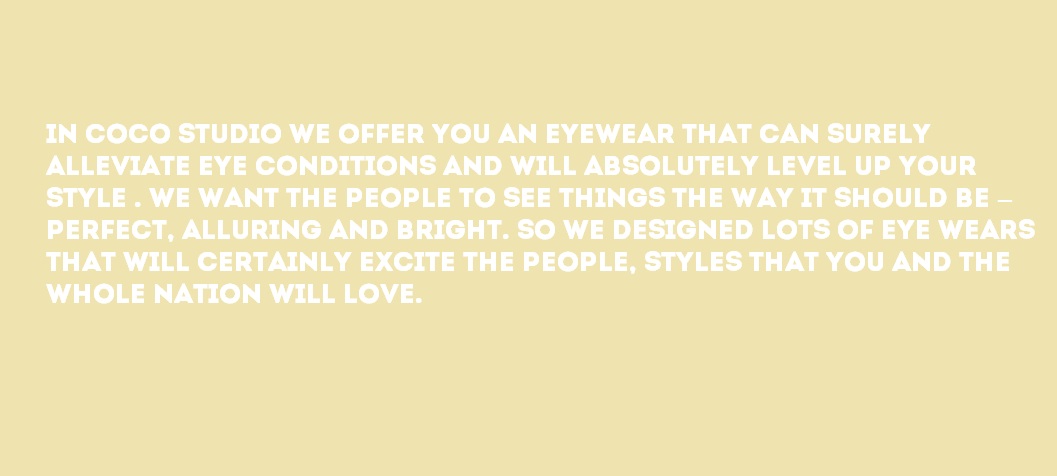 IN COCO STUDIO WE OFFER YOU AN EYEWEAR THAT CAN SURELY
ALLEVIATE EYE CONDITIONS AND WILL ABSOLUTELY LEVEL UP YOUR
STYLE . WE WANT THE PEOPLE TO SEE THINGS THE WAY IT SHOULD BE –
PERFECT, ALLURING AND BRIGHT. SO WE DESIGNED LOTS OF EYE WEARS
THAT WILL CERTAINLY EXCITE THE PEOPLE, STYLES THAT YOU AND THE
WHOLE NATION WILL LOVE.